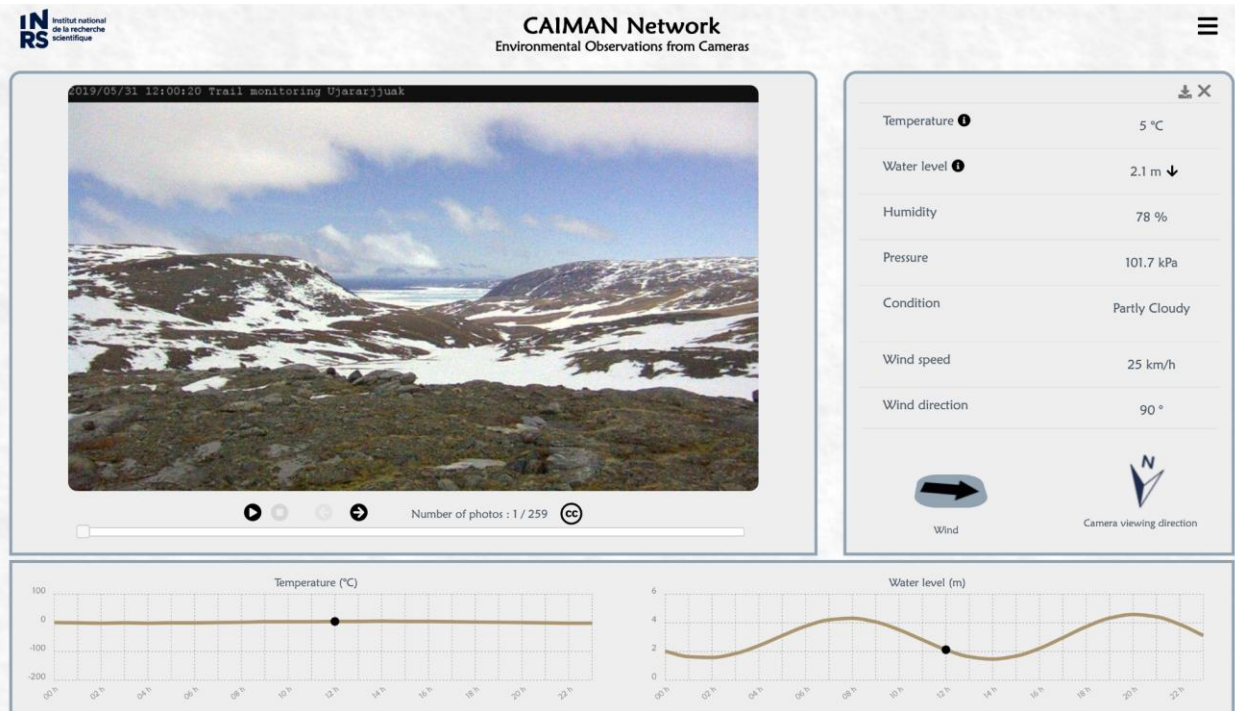 Institut national
de la recherche
scientifique
INRS
CAIMAN Network
Environmental Observations from Cameras
2019/05/31 12:00:20 Trail monitoring Ujararjjuak
Number of photos : 1 / 259
cc
Temperature i 5 °C
Water level i 2.1 m ↓
Humidity 78 %
Pressure 101.7 kPa
Condition Partly Cloudy
Wind speed 25 km/h
Wind direction 90 °
Wind
N
Camera viewing direction
Temperature (°C)
100
0
-100
-200
00 h 02 h 04 h 06 h 08 h 10 h 12 h 14 h 16 h 18 h 20 h 22 h
Water level (m)
6
4
2
0
00 h 02 h 04 h 06 h 08 h 10 h 12 h 14 h 16 h 18 h 20 h 22 h